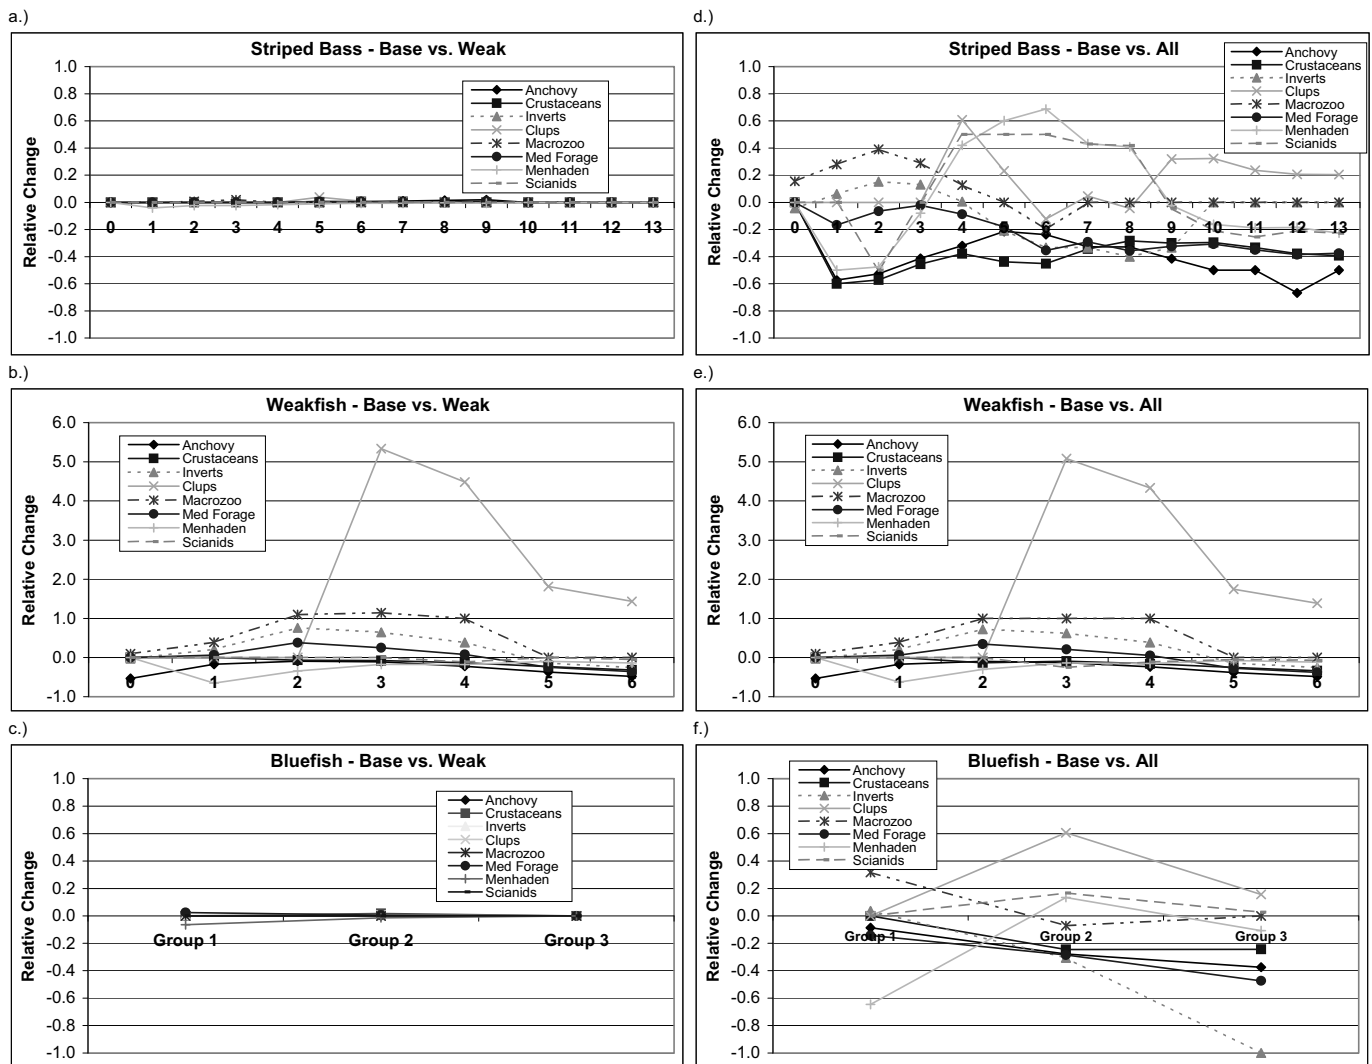 a.)
Striped Bass - Base vs. Weak
1.0
0.8
0.6
0.4
0.2
0.0
-0.2
-0.4
-0.6
-0.8
-1.0
Relative Change
0 1 2 3 4 5 6 7 8 9 10 11 12 13
Anchovy
Crustaceans
Inverts
Clups
Macrozoo
Med Forage
Menhaden
Scianids
d.)
Striped Bass - Base vs. All
1.0
0.8
0.6
0.4
0.2
0.0
-0.2
-0.4
-0.6
-0.8
-1.0
Relative Change
0 1 2 3 4 5 6 7 8 9 10 11 12 13
Anchovy
Crustaceans
Inverts
Clups
Macrozoo
Med Forage
Menhaden
Scianids
b.)
Weakfish - Base vs. Weak
6.0
5.0
4.0
3.0
2.0
1.0
0.0
-1.0
Relative Change
0 1 2 3 4 5 6
Anchovy
Crustaceans
Inverts
Clups
Macrozoo
Med Forage
Menhaden
Scianids
e.)
Weakfish - Base vs. All
6.0
5.0
4.0
3.0
2.0
1.0
0.0
-1.0
Relative Change
0 1 2 3 4 5 6
Anchovy
Crustaceans
Inverts
Clups
Macrozoo
Med Forage
Menhaden
Scianids
c.)
Bluefish - Base vs. Weak
1.0
0.8
0.6
0.4
0.2
0.0
-0.2
-0.4
-0.6
-0.8
-1.0
Relative Change
Group 1 Group 2 Group 3
Anchovy
Crustaceans
Inverts
Clups
Macrozoo
Med Forage
Menhaden
Scianids
f.)
Bluefish - Base vs. All
1.0
0.8
0.6
0.4
0.2
0.0
-0.2
-0.4
-0.6
-0.8
-1.0
Relative Change
Group 1 Group 2 Group 3
Anchovy
Crustaceans
Inverts
Clups
Macrozoo
Med Forage
Menhaden
Scianids